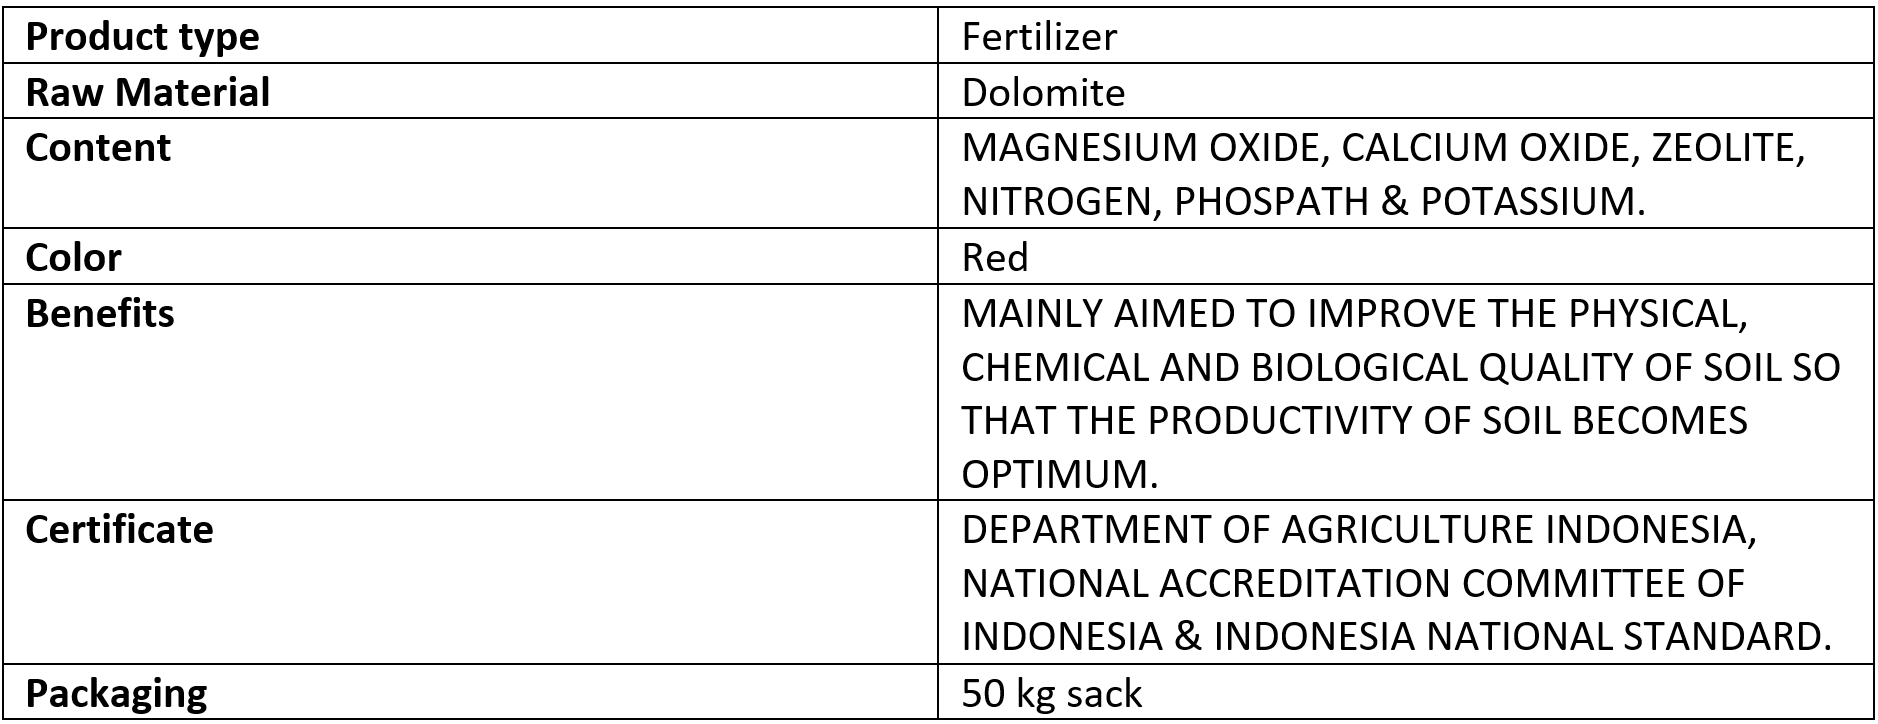 Product type Fertilizer
Raw Material Dolomite
Content MAGNESIUM OXIDE, CALCIUM OXIDE, ZEOLITE,
NITROGEN, PHOSPATH & POTASSIUM.
Color Red
Benefits MAINLY AIMED TO IMPROVE THE PHYSICAL,
CHEMICAL AND BIOLOGICAL QUALITY OF SOIL SO
THAT THE PRODUCTIVITY OF SOIL BECOMES
OPTIMUM.
Certificate DEPARTMENT OF AGRICULTURE INDONESIA,
NATIONAL ACCREDITATION COMMITTEE OF
INDONESIA & INDONESIA NATIONAL STANDARD.
Packaging 50 kg sack